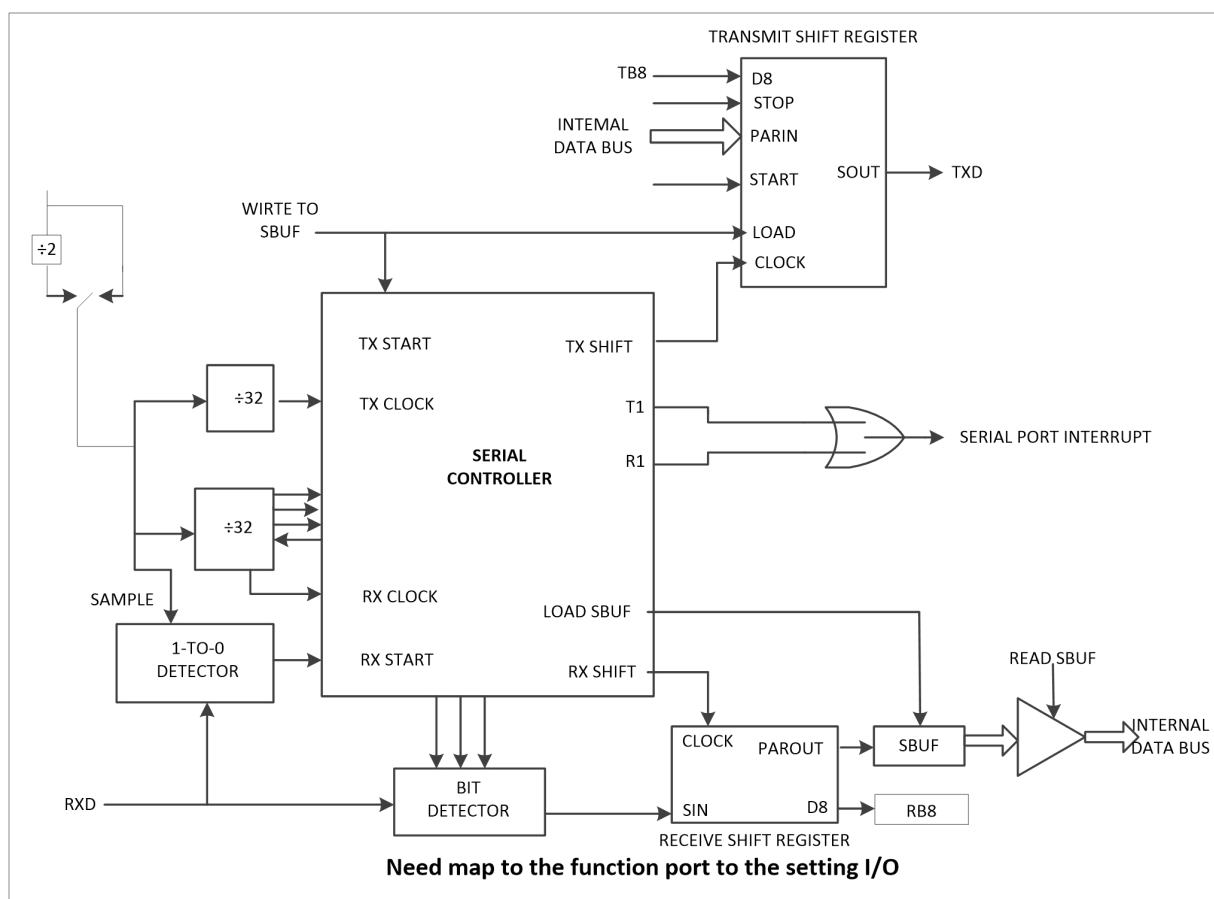 TRANSMIT SHIFT REGISTER
TB8
D8
STOP
INTEMAL
DATA BUS
PARIN
START
SOUT
TXD
WIRTE TO
SBUF
LOAD
CLOCK
÷2
TX START
TX SHIFT
÷32
TX CLOCK
T1
SERIAL PORT INTERRUPT
SERIAL
CONTROLLER
R1
÷32
SAMPLE
RX CLOCK
LOAD SBUF
1-TO-0
DETECTOR
RX START
RX SHIFT
READ SBUF
CLOCK
PAROUT
SBUF
INTERNAL
DATA BUS
RXD
BIT
DETECTOR
SIN
D8
RB8
RECEIVE SHIFT REGISTER
Need map to the function port to the setting I/O